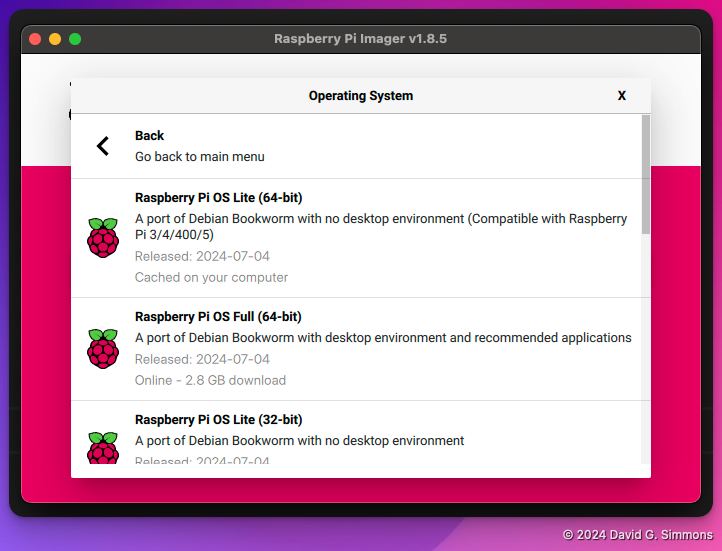 Raspberry Pi Imager v1.8.5
Operating System
X
Back
Go back to main menu
Raspberry Pi OS Lite (64-bit)
A port of Debian Bookworm with no desktop environment (Compatible with Raspberry
Pi 3/4/400/5)
Released: 2024-07-04
Cached on your computer
Raspberry Pi OS Full (64-bit)
A port of Debian Bookworm with desktop environment and recommended applications
Released: 2024-07-04
Online - 2.8 GB download
Raspberry Pi OS Lite (32-bit)
A port of Debian Bookworm with no desktop environment
Released: 2024-07-04
© 2024 David G. Simmons